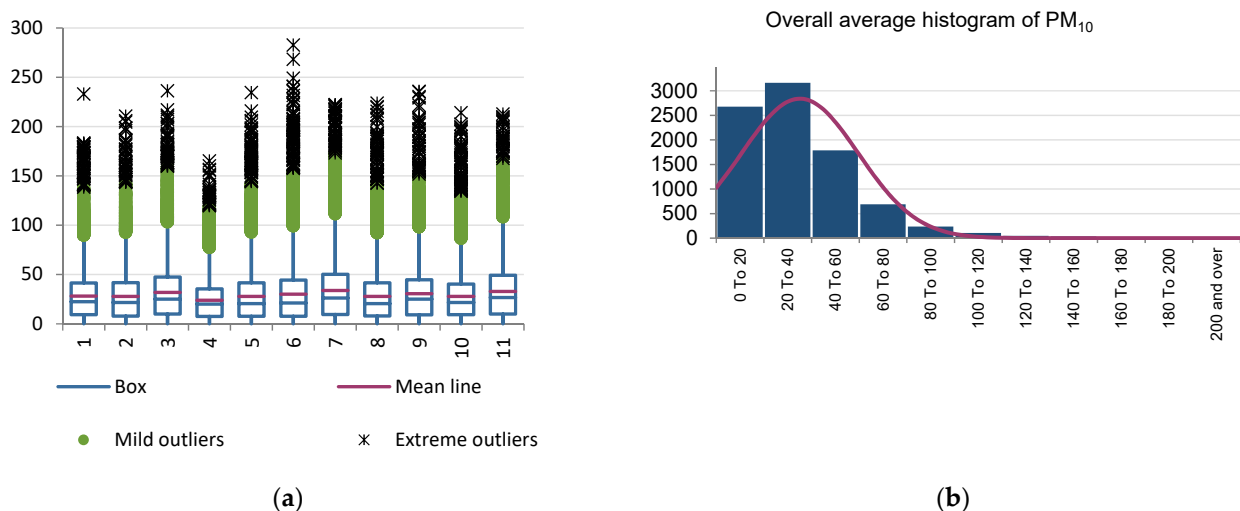 300
250
200
150
100
50
0
1 2 3 4 5 6 7 8 9 10 11
Box
Mean line
Mild outliers
Extreme outliers
(a)
Overall average histogram of PM₁₀
3000
2500
2000
1500
1000
500
0
0 To 20
20 To 40
40 To 60
60 To 80
80 To 100
100 To 120
120 To 140
140 To 160
160 To 180
180 To 200
200 and over
(b)